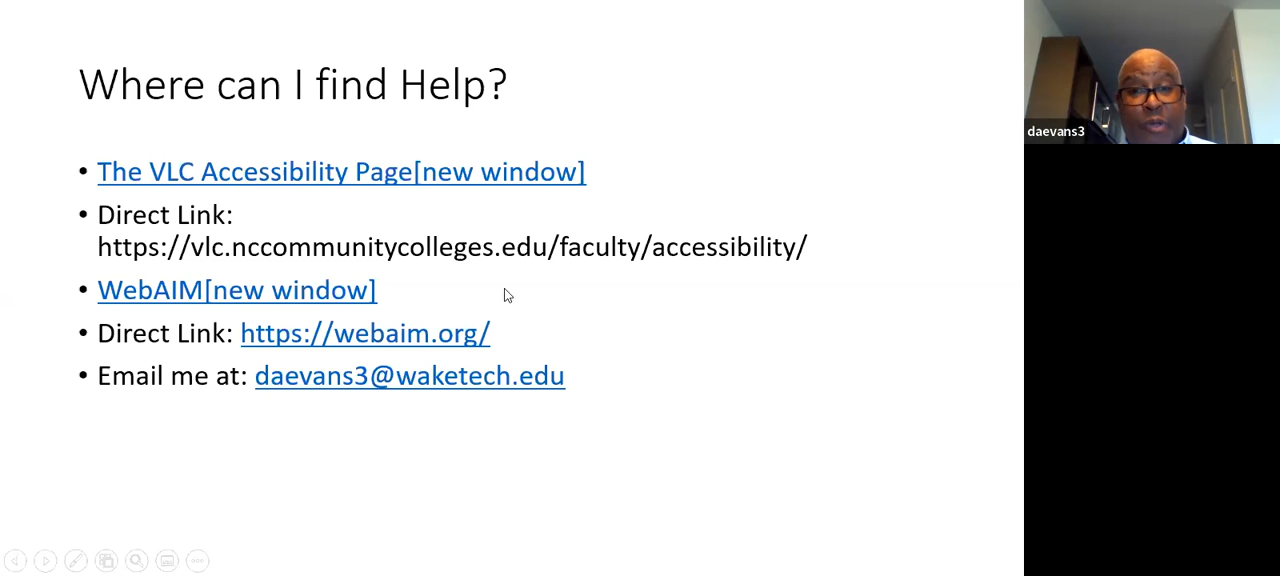 Where can I find Help?
• The VLC Accessibility Page[new window]
• Direct Link:
https://vlc.nccommunitycolleges.edu/faculty/accessibility/
• WebAIM[new window]
• Direct Link: https://webaim.org/
• Email me at: daevans3@waketech.edu
daevans3